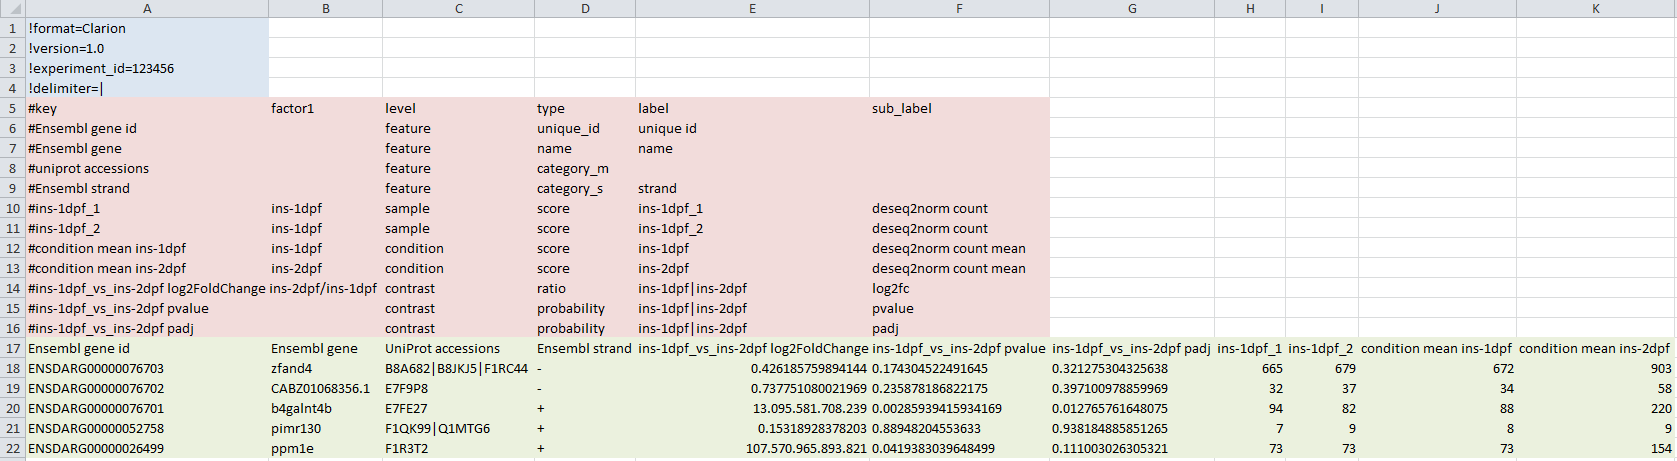 A B C D E F G H I J K
1 !format=Clarion
2 !version=1.0
3 !experiment_id=123456
4 !delimiter=|
5 #key factor1 level type label sub_label
6 #Ensembl gene id feature unique_id unique id
7 #Ensembl gene feature name name
8 #uniprot accessions feature category_m
9 #Ensembl strand feature category_s strand
10 #ins-1dpf_1 ins-1dpf sample score ins-1dpf_1 deseq2norm count
11 #ins-1dpf_2 ins-1dpf sample score ins-1dpf_2 deseq2norm count
12 #condition mean ins-1dpf ins-1dpf condition score ins-1dpf deseq2norm count mean
13 #condition mean ins-2dpf ins-2dpf condition score ins-2dpf deseq2norm count mean
14 #ins-1dpf_vs_ins-2dpf log2FoldChange ins-2dpf/ins-1dpf contrast ratio ins-1dpf|ins-2dpf log2fc
15 #ins-1dpf_vs_ins-2dpf pvalue contrast probability ins-1dpf|ins-2dpf pvalue
16 #ins-1dpf_vs_ins-2dpf padj contrast probability ins-1dpf|ins-2dpf padj
17 Ensembl gene id Ensembl gene UniProt accessions Ensembl strand ins-1dpf_vs_ins-2dpf log2FoldChange ins-1dpf_vs_ins-2dpf pvalue ins-1dpf_vs_ins-2dpf padj ins-1dpf_1 ins-1dpf_2 condition mean ins-1dpf condition mean ins-2dpf
18 ENSDARG00000076703 zfand4 B8A682|B8JKJ5|F1RC44 - 0.426185759894144 0.174304522491645 0.321275304325638 665 679 672 903
19 ENSDARG00000076702 CABZ01068356.1 E7F9P8 - 0.737751080021969 0.235878186822175 0.397100978859969 32 37 34 58
20 ENSDARG00000076701 b4galnt4b E7FE27 + 13.095.581.708.239 0.00285939415934169 0.012765761648075 94 82 88 220
21 ENSDARG00000052758 pimr130 F1QK99|Q1MTG6 + 0.15318928378203 0.88948204553633 0.938184885851265 7 9 8 9
22 ENSDARG00000026499 ppm1e F1R3T2 + 107.570.965.893.821 0.0419383039648499 0.111003026305321 73 73 73 154